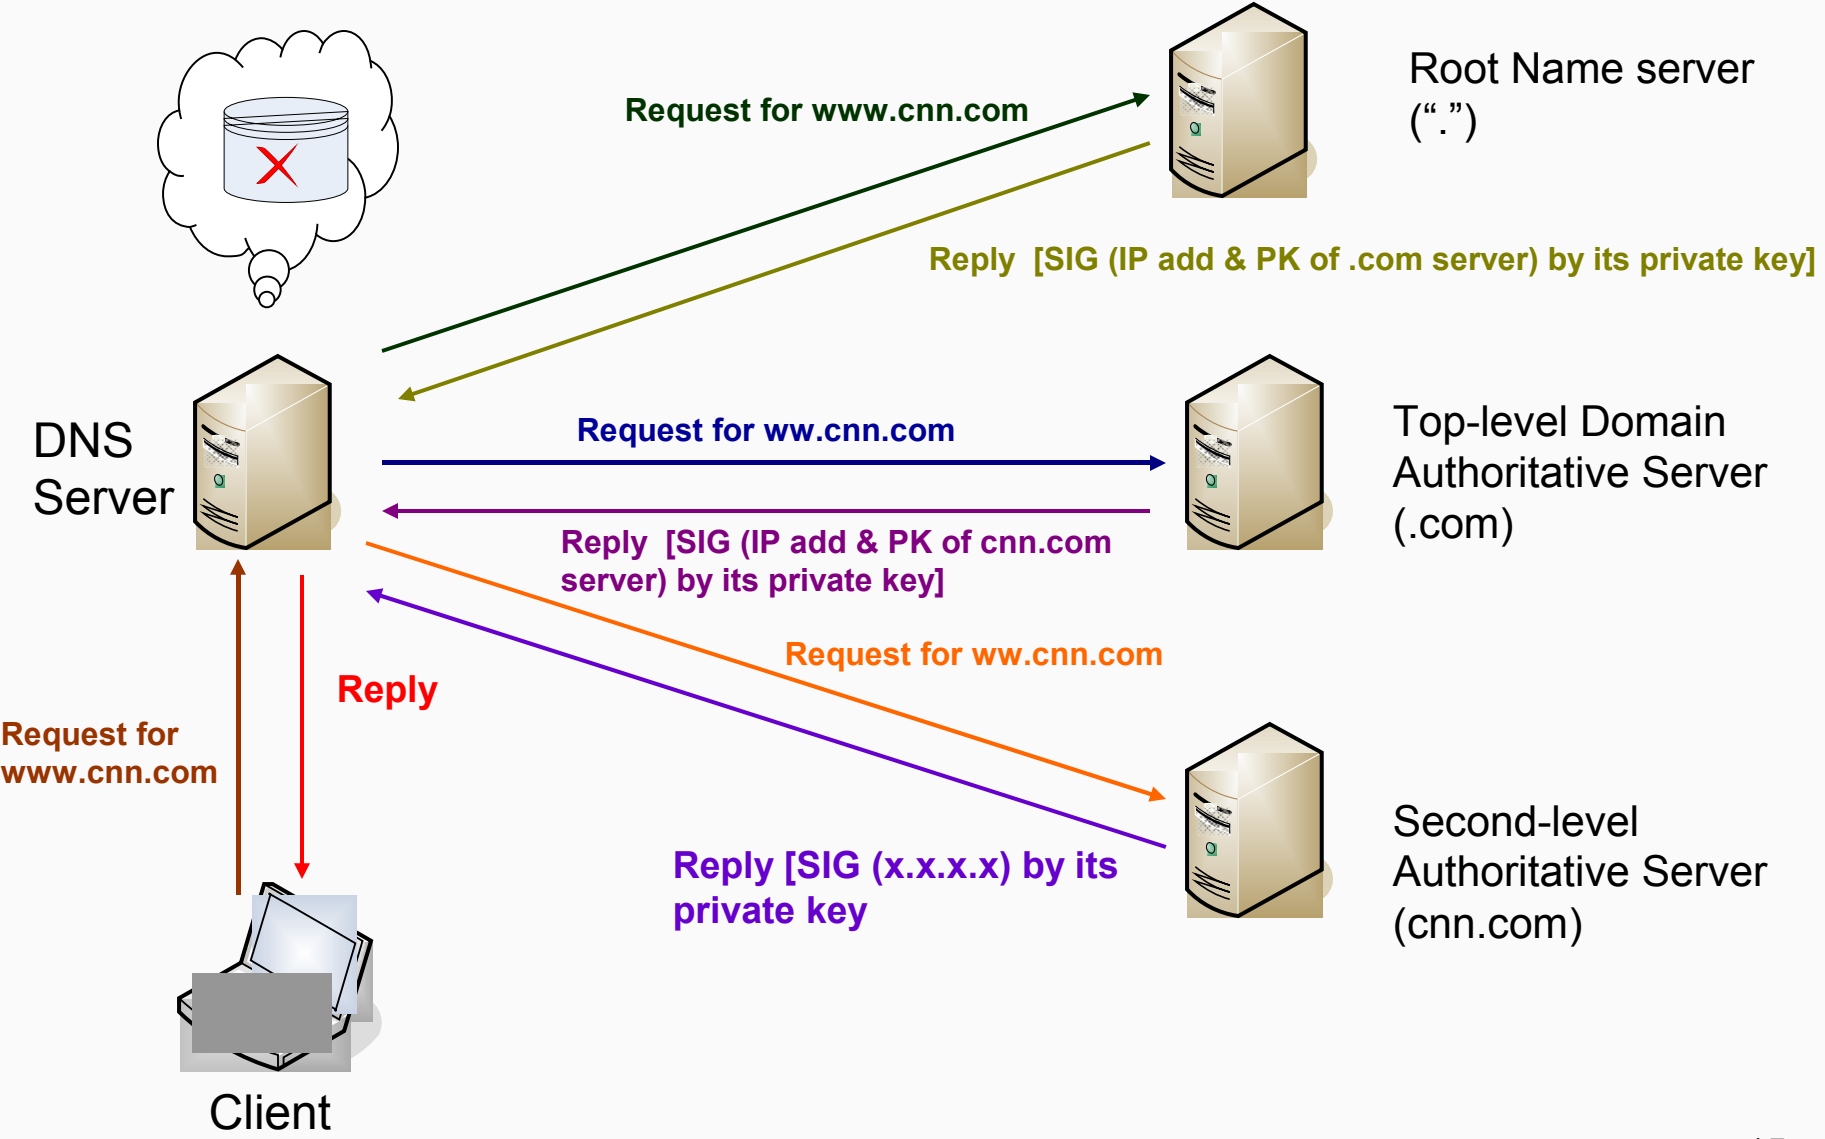 Root Name server
(“.”)
Request for www.cnn.com
Reply [SIG (IP add & PK of .com server) by its private key]
DNS
Server
Request for ww.cnn.com
Top-level Domain
Authoritative Server
(.com)
Reply [SIG (IP add & PK of cnn.com
server) by its private key]
Request for ww.cnn.com
Reply
Request for
www.cnn.com
Reply [SIG (x.x.x.x) by its
private key
Second-level
Authoritative Server
(cnn.com)
Client